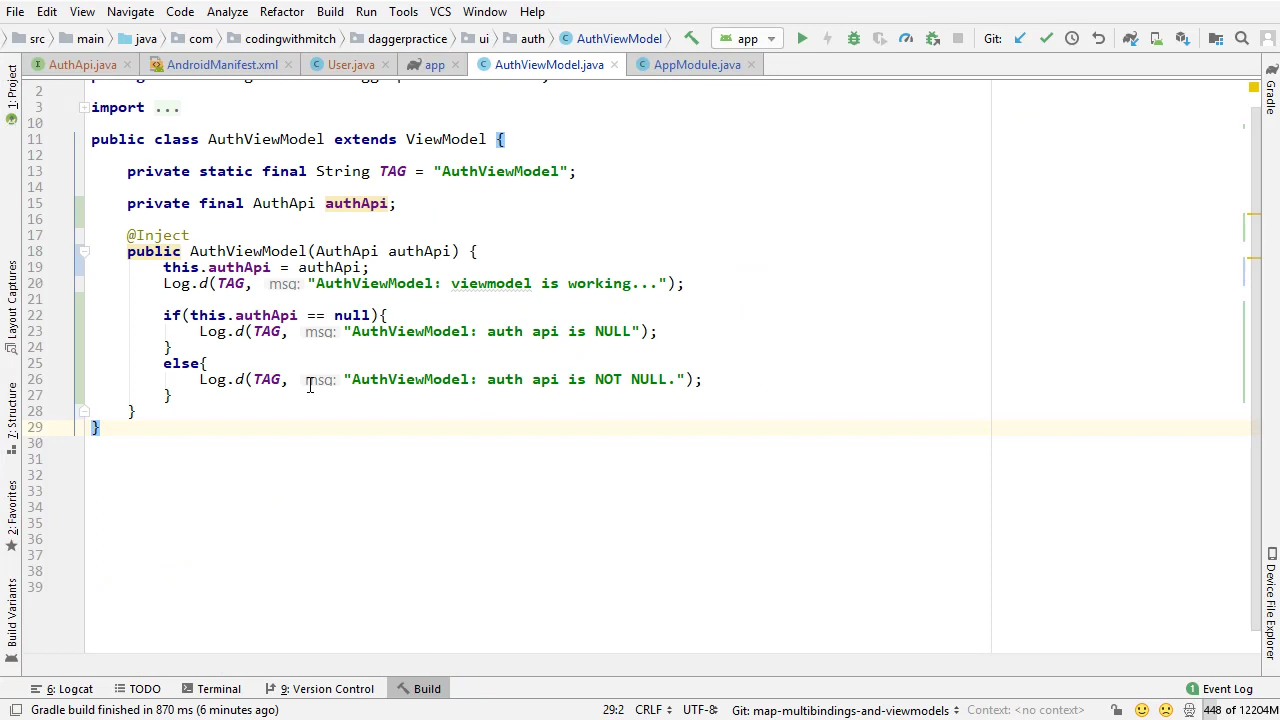 File Edit View Navigate Code Analyze Refactor Build Run Tools VCS Window Help
src main java com codingwithmitch daggerpractice ui auth AuthViewModel app Git:
AuthApi.java AndroidManifest.xml User.java app AuthViewModel.java AppModule.java
1: Project
Layout Captures
7: Structure
2: Favorites
Build Variants
2
3 import ...
10
11 public class AuthViewModel extends ViewModel {
12
13 private static final String TAG = "AuthViewModel";
14
15 private final AuthApi authApi;
16
17 @Inject
18 public AuthViewModel(AuthApi authApi) {
19 this.authApi = authApi;
20 Log.d(TAG, msg: "AuthViewModel: viewmodel is working...");
21
22 if(this.authApi == null){
23 Log.d(TAG, msg: "AuthViewModel: auth api is NULL");
24 }
25 else{
26 Log.d(TAG, msg: "AuthViewModel: auth api is NOT NULL.");
27 }
28 }
29 }
30
31
32
33
34
35
36
37
38
39
Gradle
Device File Explorer
6: Logcat TODO Terminal 9: Version Control Build 1 Event Log
Gradle build finished in 870 ms (6 minutes ago) 29:2 CRLF UTF-8 Git: map-multibindings-and-viewmodels Context: <no context> 448 of 12204M